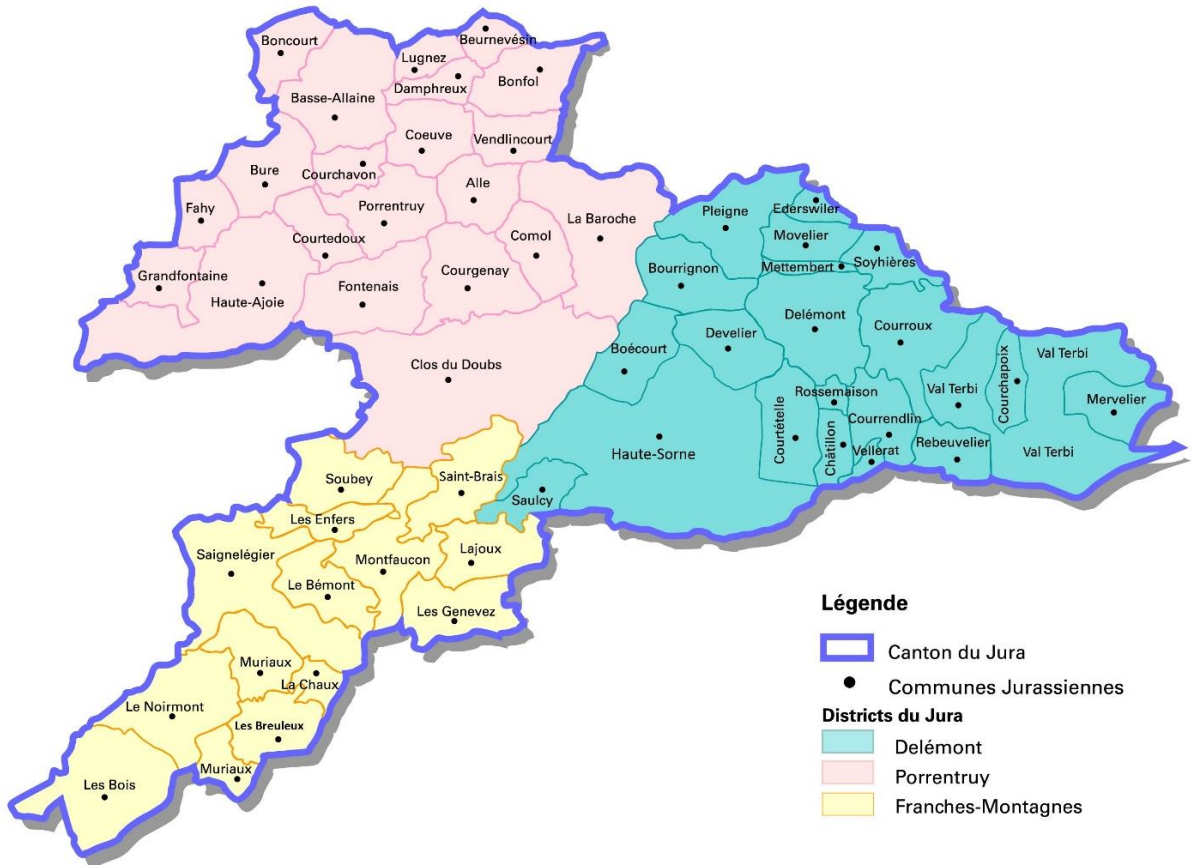 Boncourt
Beurnevésin
Lugnez
Bonfol
Damphreux
Basse-Allaine
Coeuve
Vendlincourt
Bure
Courchavon
Alle
Fahy
Porrentruy
La Baroche
Courtedoux
Comol
Grandfontaine
Haute-Ajoie
Fontenais
Courgenay
Clos du Doubs
Pleigne
Ederswiler
Movelier
Bourrignon
Mettembert
Soyhières
Delémont
Courroux
Develier
Boécourt
Val Terbi
Courchapoix
Val Terbi
Mervelier
Rossemaison
Courtételle
Châtillon
Courrendlin
Vellerat
Rebeuvelier
Val Terbi
Haute-Sorne
Saulcy
Soubey
Saint-Brais
Les Enfers
Saignelégier
Montfaucon
Lajoux
Le Bémont
Les Genevez
Muriaux
La Chaux
Le Noirmont
Les Breuleux
Muriaux
Les Bois
Légende
Canton du Jura
Communes Jurassiennes
Districts du Jura
Delémont
Porrentruy
Franches-Montagnes